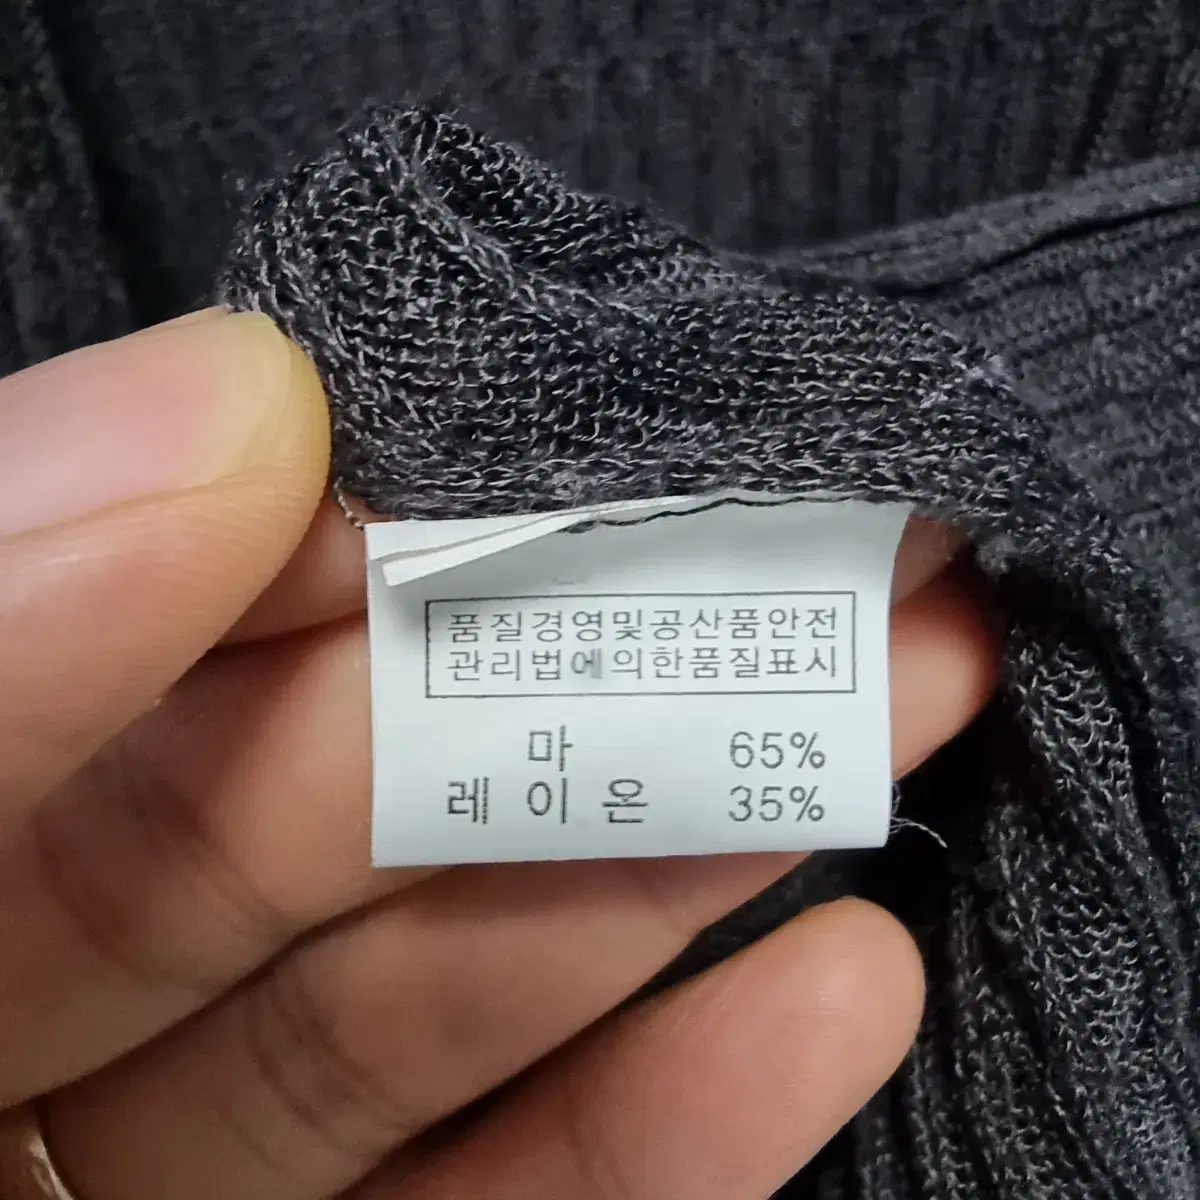 품질경영및공산품안전
관리법에의한품질표시
마 65%
레이온 35%